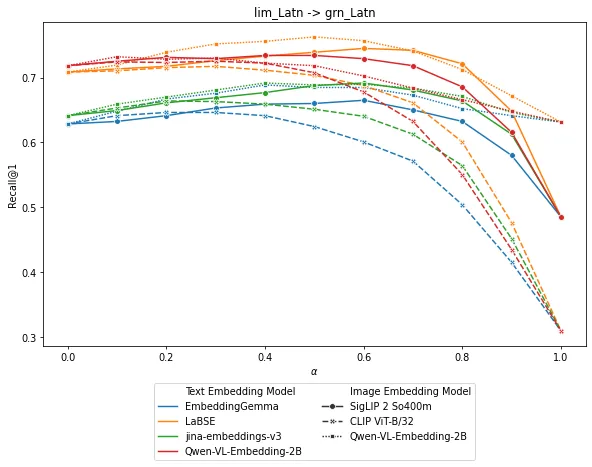 lim_Latn -> grn_Latn
Recall@1
0.7
0.6
0.5
0.4
0.3
0.0 0.2 0.4 0.6 0.8 1.0
α
Text Embedding Model Image Embedding Model
EmbeddingGemma SigLIP 2 So400m
LaBSE CLIP ViT-B/32
jina-embeddings-v3 Qwen-VL-Embedding-2B
Qwen-VL-Embedding-2B